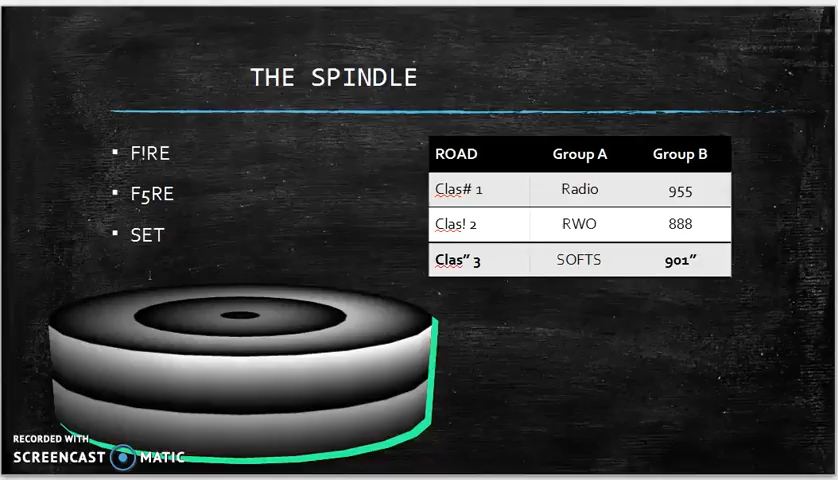 THE SPINDLE
F!RE
F5RE
SET
ROAD Group A Group B
Clas# 1 Radio 955
Clas! 2 RWO 888
Clas” 3 SOFTS 901”
RECORDED WITH
SCREENCAST MATIC